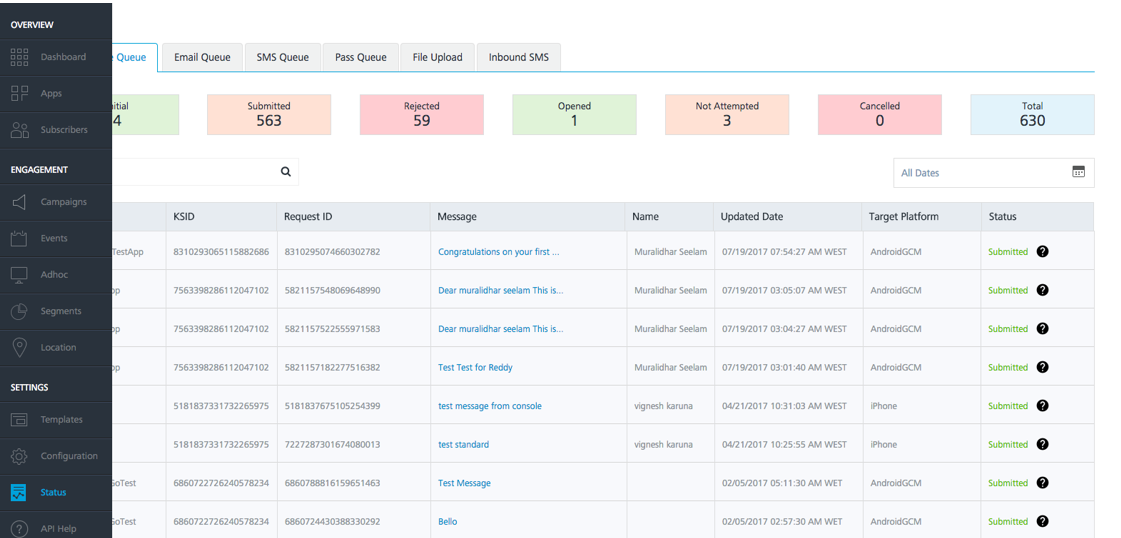 OVERVIEW
Dashboard
Apps
Subscribers
ENGAGEMENT
Campaigns
Events
Adhoc
Segments
Location
SETTINGS
Templates
Configuration
Status
API Help
Queue Email Queue SMS Queue Pass Queue File Upload Inbound SMS
Submitted Rejected Opened Not Attempted Cancelled Total
4 563 59 1 3 0 630
All Dates
KSID Request ID Message Name Updated Date Target Platform Status
TestApp 8310293065115882686 8310295074660302782 Congratulations on your first ... Muralidhar Seelam 07/19/2017 07:54:27 AM WEST AndroidGCM Submitted ?
7563398286112047102 5821157548069648990 Dear muralidhar seelam This is... Muralidhar Seelam 07/19/2017 03:05:07 AM WEST AndroidGCM Submitted ?
7563398286112047102 5821157522555971583 Dear muralidhar seelam This is... Muralidhar Seelam 07/19/2017 03:04:27 AM WEST AndroidGCM Submitted ?
7563398286112047102 5821157182277516382 Test Test for Reddy Muralidhar Seelam 07/19/2017 03:01:40 AM WEST AndroidGCM Submitted ?
5181837331732265975 5181837675105254399 test message from console vignesh karuna 04/21/2017 10:31:03 AM WEST iPhone Submitted ?
5181837331732265975 7227287301674080013 test standard vignesh karuna 04/21/2017 10:25:55 AM WEST iPhone Submitted ?
GoTest 6860722726240578234 6860788816159651463 Test Message 02/05/2017 05:11:30 AM WET AndroidGCM Submitted ?
GoTest 6860722726240578234 6860724430388330292 Bello 02/05/2017 02:57:30 AM WET AndroidGCM Submitted ?